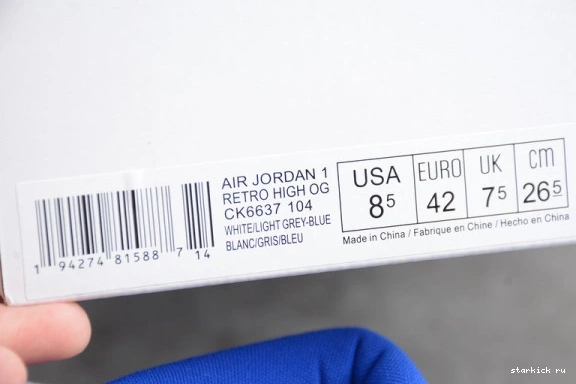 AIR JORDAN 1
RETRO HIGH OG
CK6637 104
WHITE/LIGHT GREY-BLUE
BLANC/GRIS/BLEU
1 94274 81588 7 14
USA EURO UK cm
8⁵ 42 7⁵ 26⁵
Made in China / Fabrique en Chine / Hecho en China
starkick ru